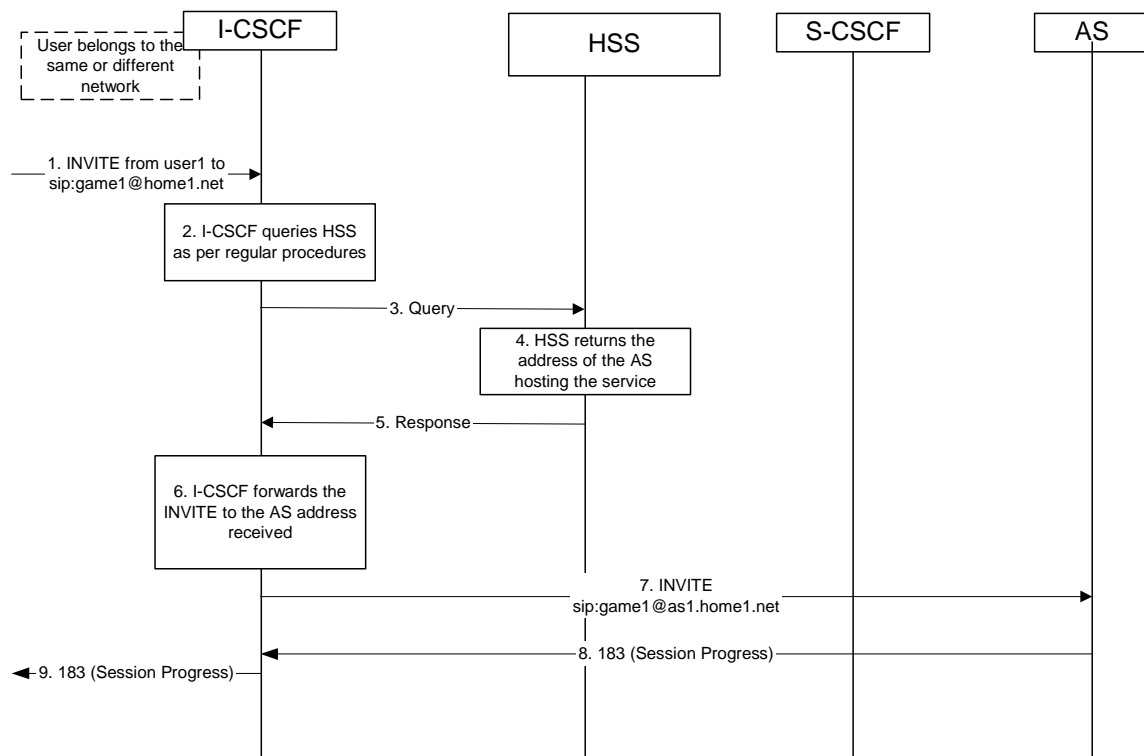 I-CSCF
HSS
S-CSCF
AS
User belongs to the
same or different
network
1. INVITE from user1 to
sip:game1@home1.net
2. I-CSCF queries HSS
as per regular procedures
3. Query
4. HSS returns the
address of the AS
hosting the service
5. Response
6. I-CSCF forwards the
INVITE to the AS address
received
7. INVITE
sip:game1@as1.home1.net
8. 183 (Session Progress)
9. 183 (Session Progress)